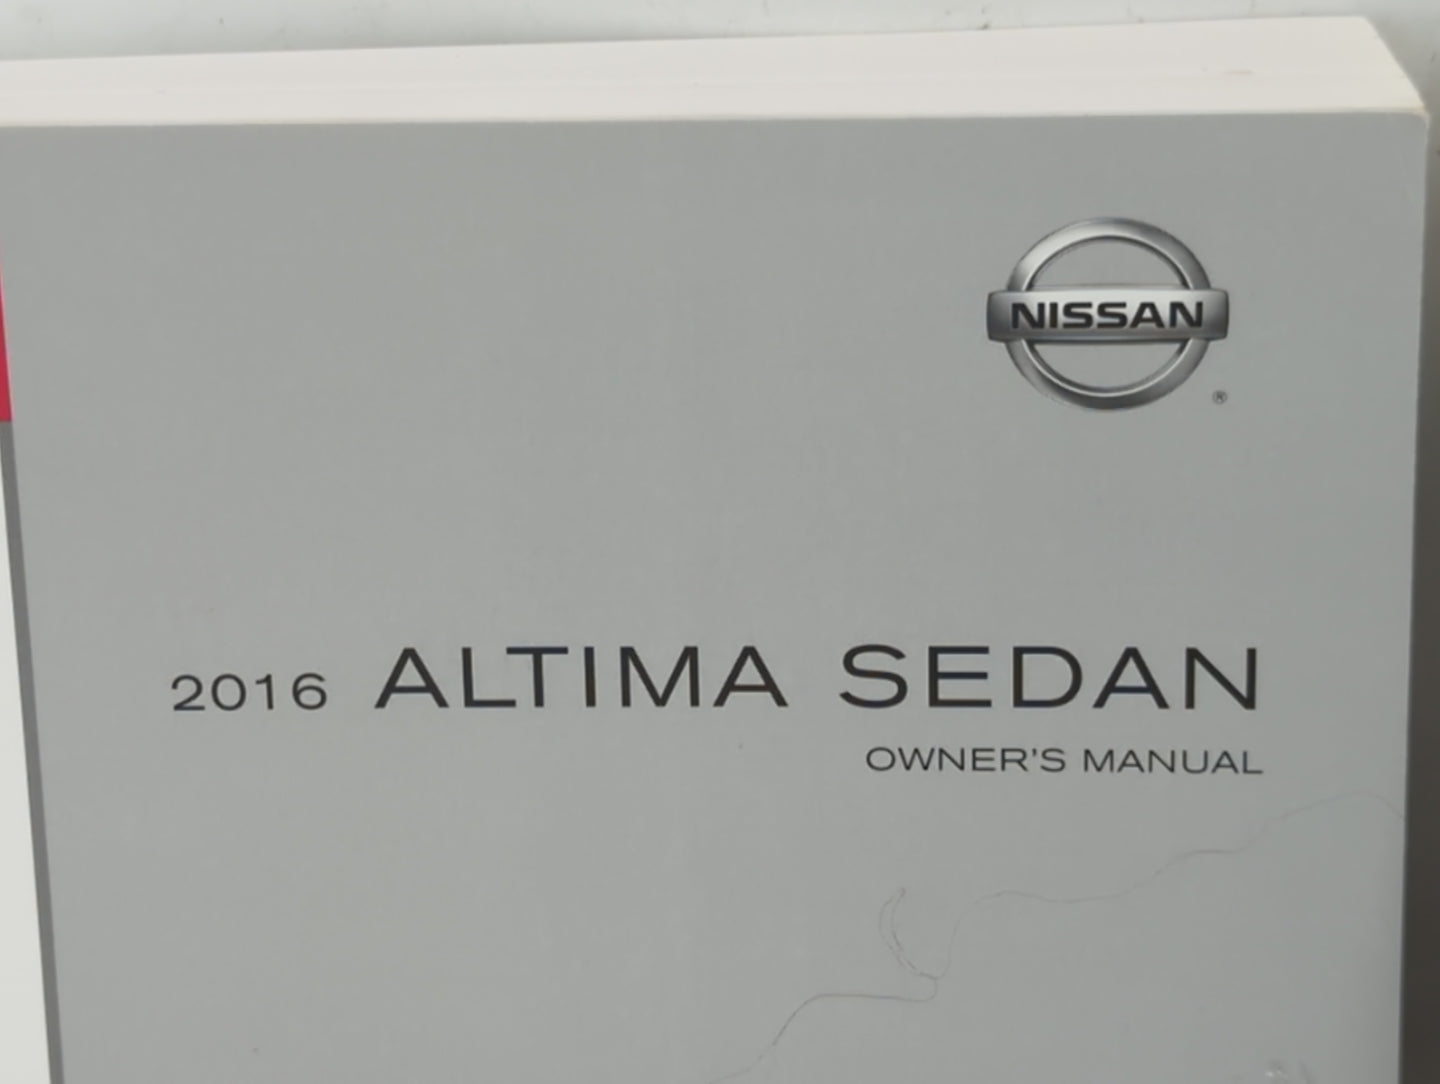 NISSAN
®
2016 ALTIMA SEDAN
OWNER'S MANUAL